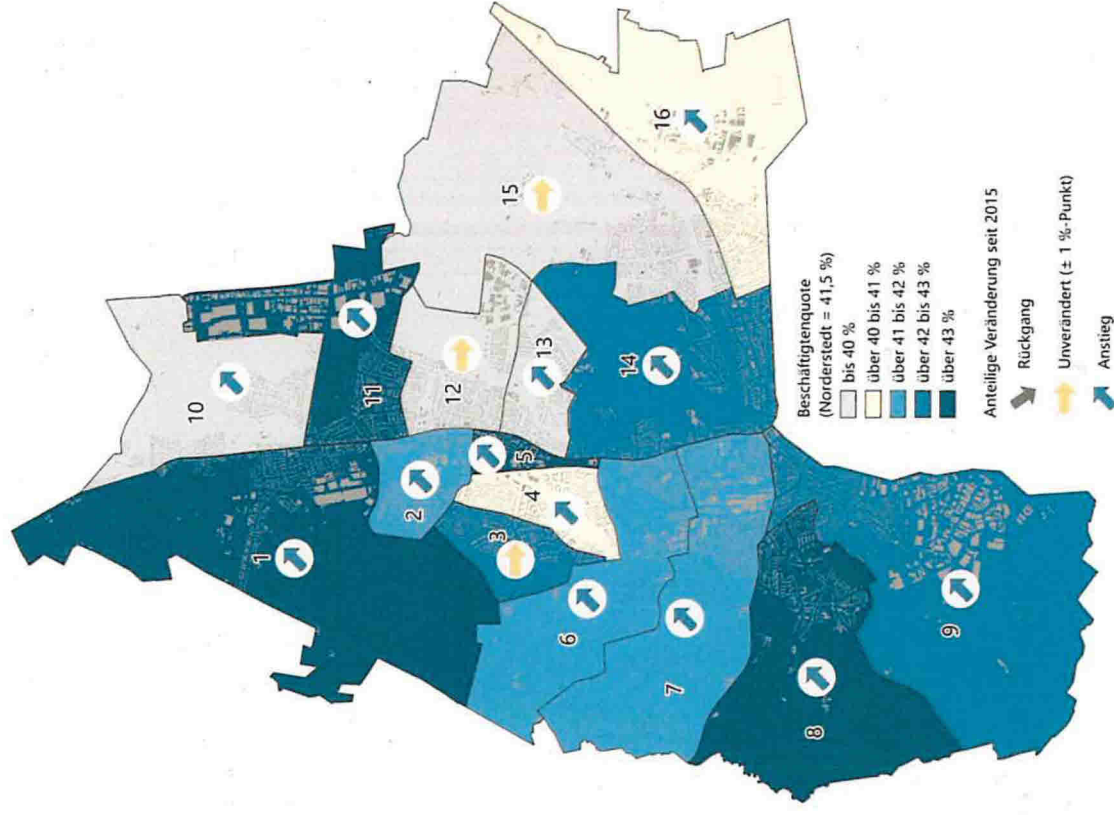 1
2
3
4
5
6
7
8
9
10
11
12
13
14
15
16
Beschäftigtenquote
(Norderstedt = 41,5 %)
bis 40 %
über 40 bis 41 %
über 41 bis 42 %
über 42 bis 43 %
über 43 %
Anteilige Veränderung seit 2015
Rückgang
Unverändert (± 1 %-Punkt)
Anstieg